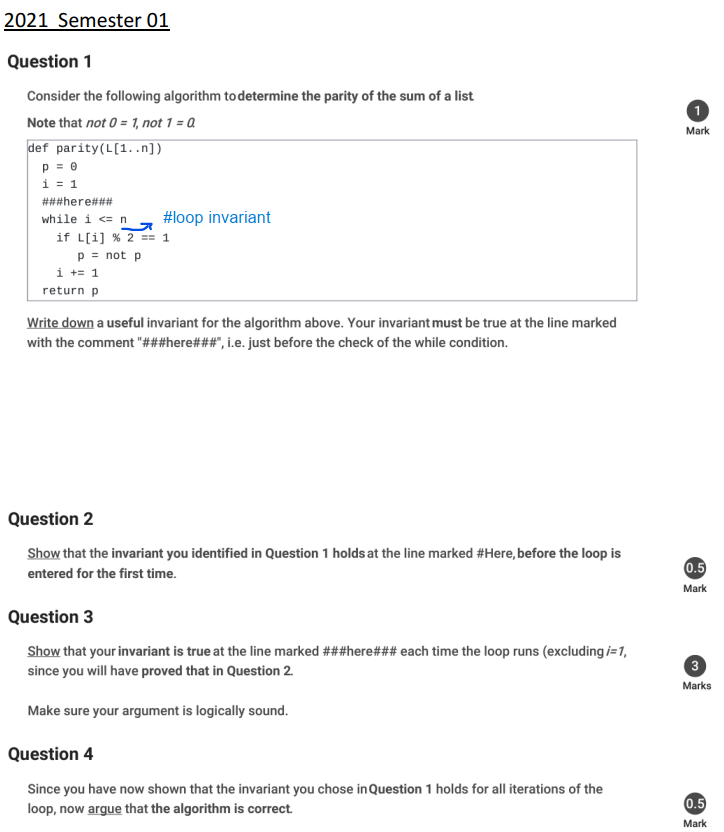 2021 Semester 01
Question 1
Consider the following algorithm to determine the parity of the sum of a list
1
Mark
Note that not 0 = 1, not 1 = 0.
def parity(L[1..n])
p = 0
i = 1
###here###
while i <= n #loop invariant
if L[i] % 2 == 1
p = not p
i += 1
return p
Write down a useful invariant for the algorithm above. Your invariant must be true at the line marked
with the comment "###here###", i.e. just before the check of the while condition.
Question 2
Show that the invariant you identified in Question 1 holds at the line marked #Here, before the loop is
entered for the first time.
0.5
Mark
Question 3
Show that your invariant is true at the line marked ###here### each time the loop runs (excluding i=1,
since you will have proved that in Question 2.
3
Marks
Make sure your argument is logically sound.
Question 4
Since you have now shown that the invariant you chose in Question 1 holds for all iterations of the
loop, now argue that the algorithm is correct.
0.5
Mark